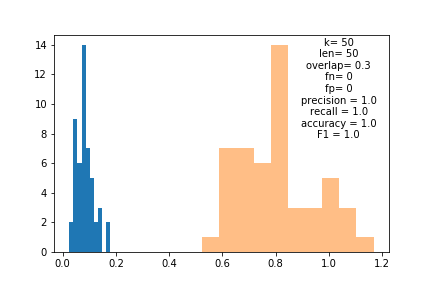 14
12
10
8
6
4
2
0
0.0 0.2 0.4 0.6 0.8 1.0 1.2
k= 50
len= 50
overlap= 0.3
fn= 0
fp= 0
precision = 1.0
recall = 1.0
accuracy = 1.0
F1 = 1.0